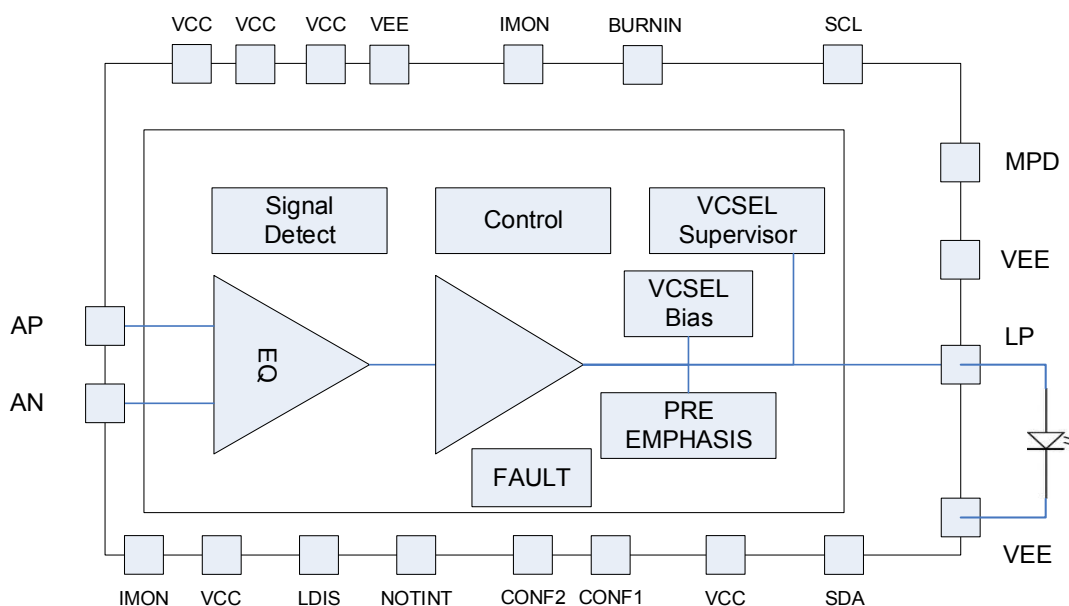 VCC
VCC
VCC
VEE
IMON
BURNIN
SCL
MPD
Signal
Detect
Control
VCSEL
Supervisor
VEE
VCSEL
Bias
AP
LP
EQ
AN
PRE
EMPHASIS
FAULT
VEE
IMON
VCC
LDIS
NOTINT
CONF2
CONF1
VCC
SDA